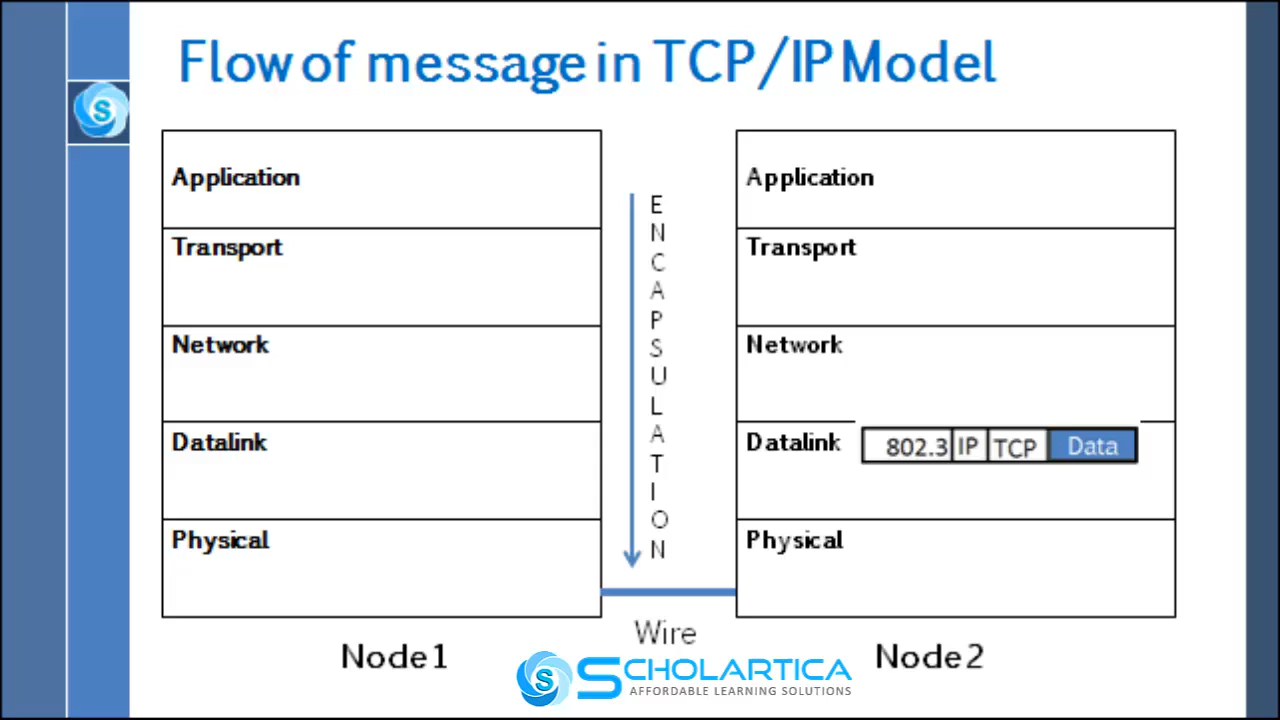 Flow of message in TCP/IP Model
S
Application
Transport
Network
Datalink
Physical
Node1
ENCAPSULATION
Wire
Application
Transport
Network
Datalink
802.3 IP TCP Data
Physical
Node2
S
SCHOLARTICA
AFFORDABLE LEARNING SOLUTIONS